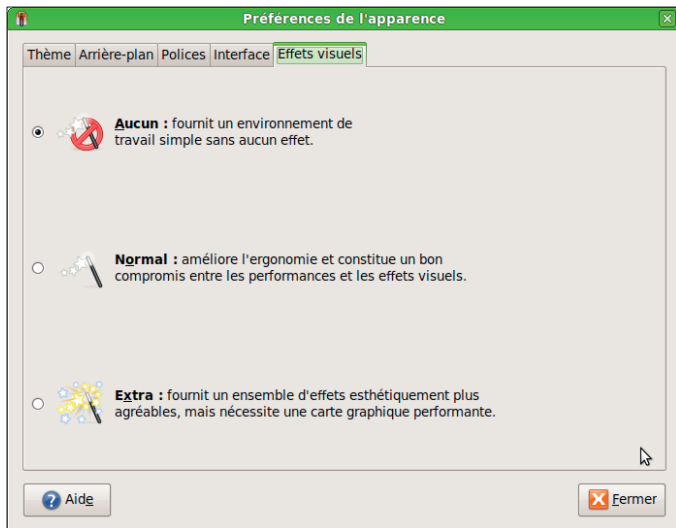 Préférences de l'apparence
Thème Arrière-plan Polices Interface Effets visuels
Aucun : fournit un environnement de
travail simple sans aucun effet.
Normal : améliore l'ergonomie et constitue un bon
compromis entre les performances et les effets visuels.
Extra : fournit un ensemble d'effets esthétiquement plus
agréables, mais nécessite une carte graphique performante.
Aide Fermer